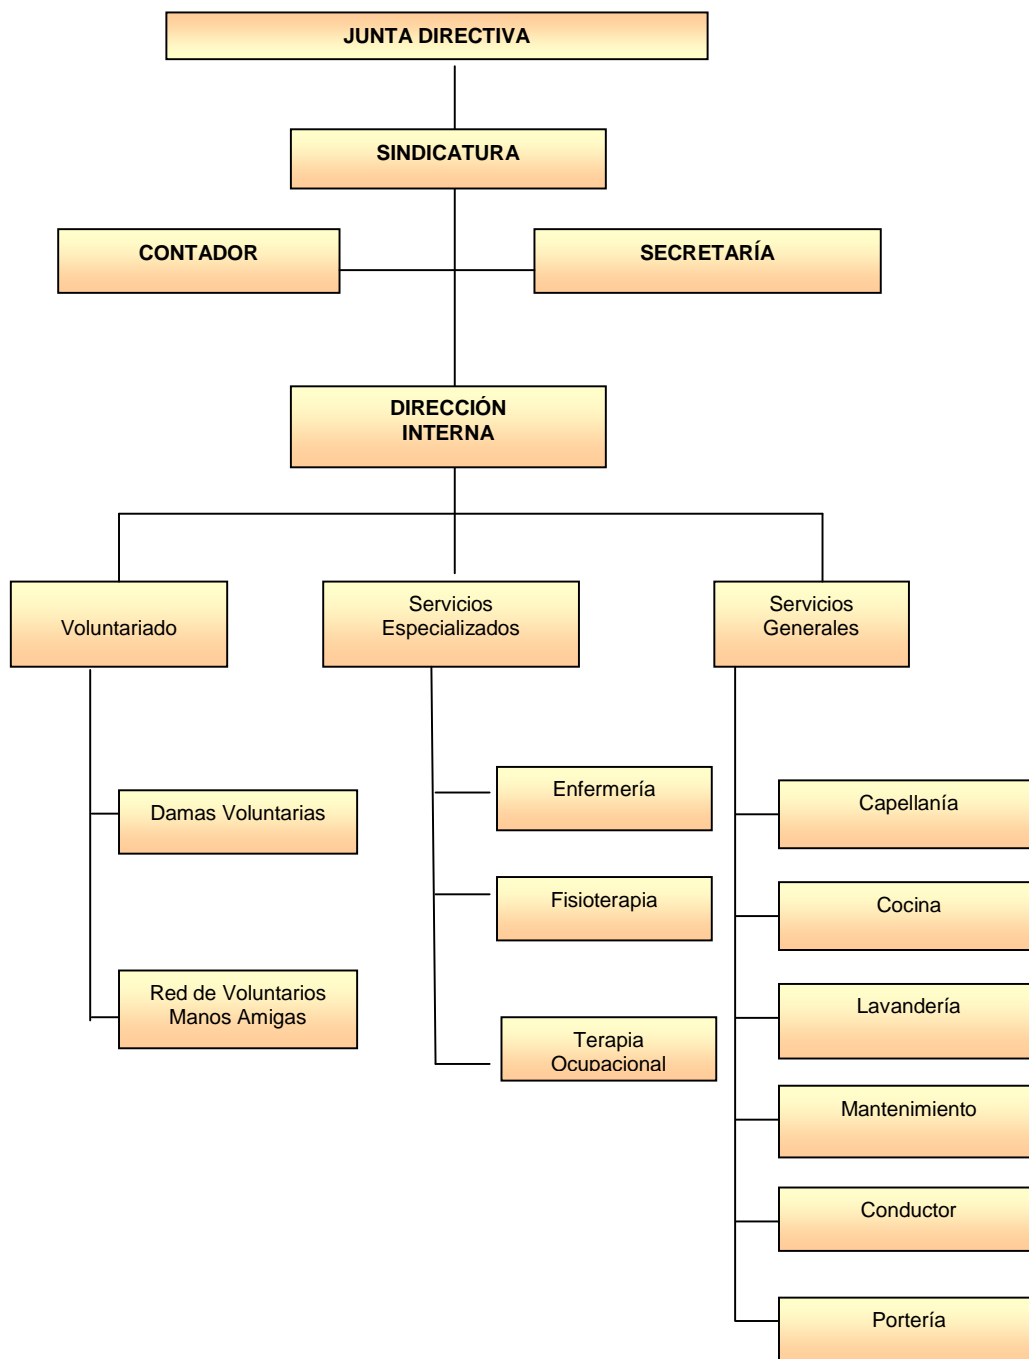 JUNTA DIRECTIVA
SINDICATURA
CONTADOR
SECRETARÍA
DIRECCIÓN
INTERNA
Voluntariado
Servicios
Especializados
Servicios
Generales
Damas Voluntarias
Red de Voluntarios
Manos Amigas
Enfermería
Fisioterapia
Terapia
Ocupacional
Capellanía
Cocina
Lavandería
Mantenimiento
Conductor
Portería